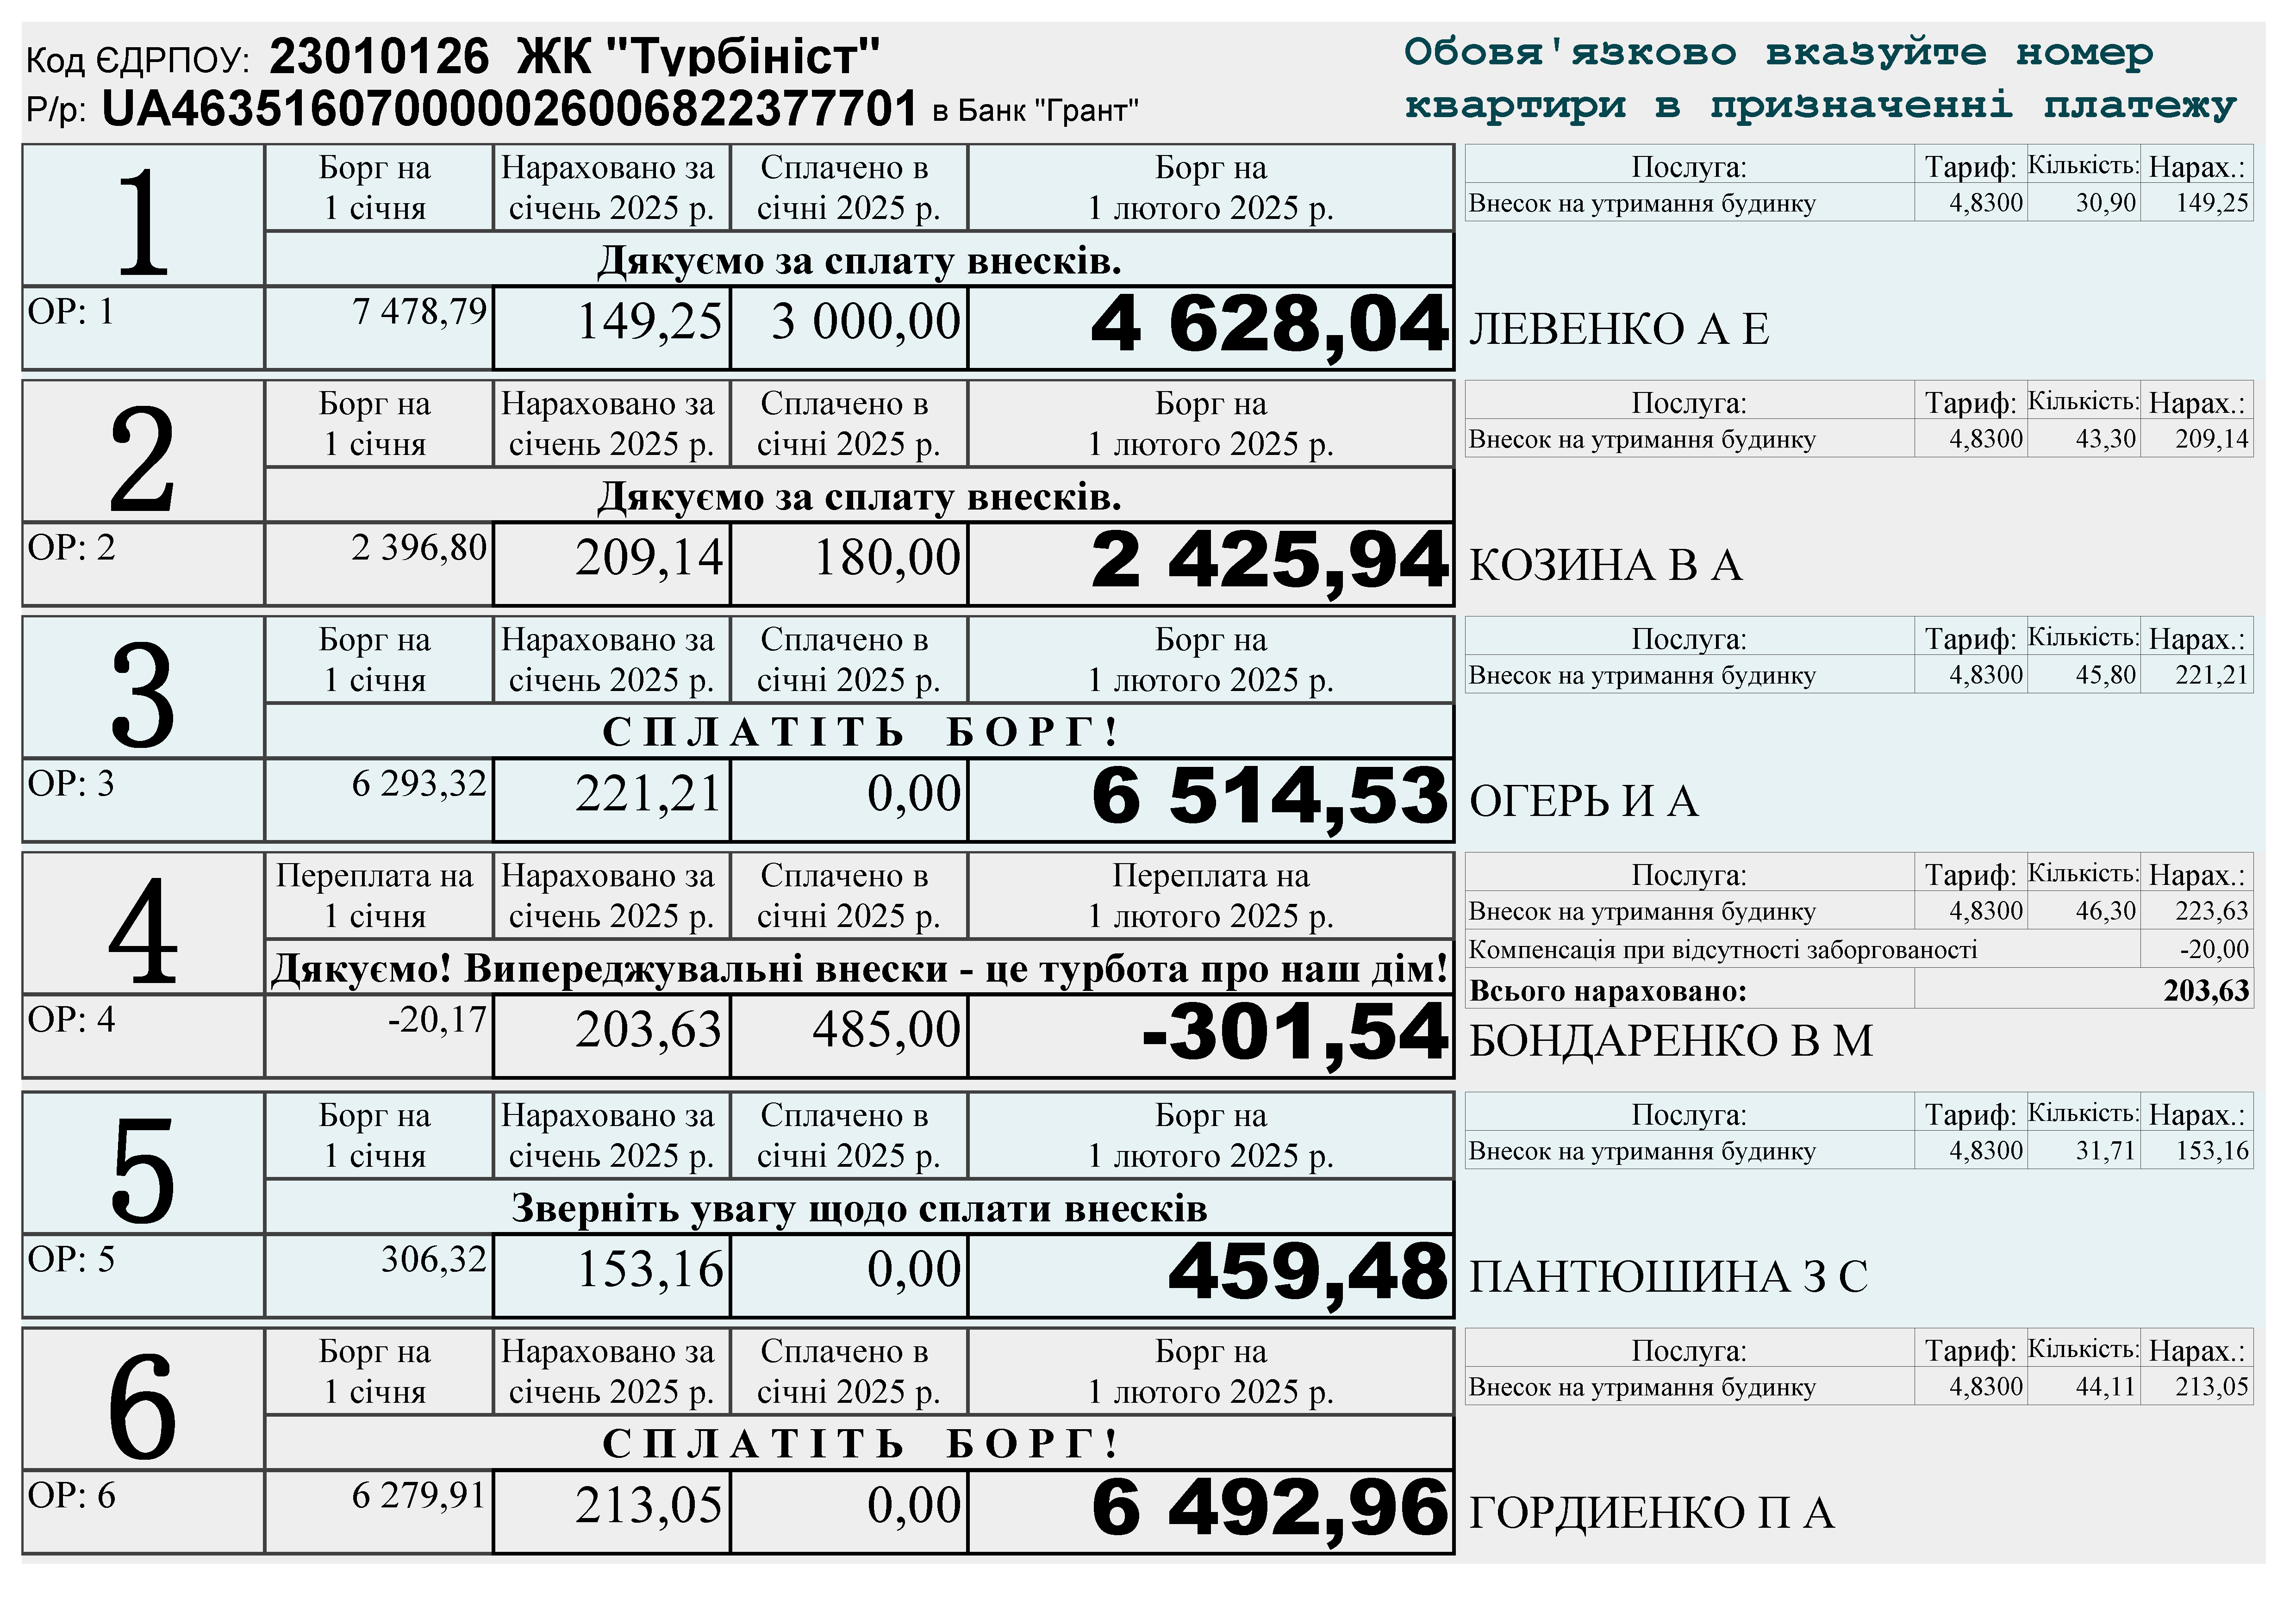 Код ЄДРПОУ: 23010126 ЖК "Турбініст"
Р/р: UA463516070000026006822377701 в Банк "Грант"
Обовя'язково вказуйте номер
квартири в призначенні платежу
1
Борг на
1 січня
Нараховано за
січень 2025 р.
Сплачено в
січні 2025 р.
Борг на
1 лютого 2025 р.
Дякуємо за сплату внесків.
ОР: 1 7 478,79 149,25 3 000,00 4 628,04
Послуга: Тариф: Кількість: Нарах.:
Внесок на утримання будинку 4,8300 30,90 149,25
ЛЕВЕНКО А Е
2
Борг на
1 січня
Нараховано за
січень 2025 р.
Сплачено в
січні 2025 р.
Борг на
1 лютого 2025 р.
Дякуємо за сплату внесків.
ОР: 2 2 396,80 209,14 180,00 2 425,94
Послуга: Тариф: Кількість: Нарах.:
Внесок на утримання будинку 4,8300 43,30 209,14
КОЗИНА В А
3
Борг на
1 січня
Нараховано за
січень 2025 р.
Сплачено в
січні 2025 р.
Борг на
1 лютого 2025 р.
С П Л А Т І Т Ь Б О Р Г !
ОР: 3 6 293,32 221,21 0,00 6 514,53
Послуга: Тариф: Кількість: Нарах.:
Внесок на утримання будинку 4,8300 45,80 221,21
ОГЕРЬ И А
4
Переплата на
1 січня
Нараховано за
січень 2025 р.
Сплачено в
січні 2025 р.
Переплата на
1 лютого 2025 р.
Дякуємо! Випереджувальні внески - це турбота про наш дім!
ОР: 4 -20,17 203,63 485,00 -301,54
Послуга: Тариф: Кількість: Нарах.:
Внесок на утримання будинку 4,8300 46,30 223,63
Компенсація при відсутності заборгованості -20,00
Всього нараховано: 203,63
БОНДАРЕНКО В М
5
Борг на
1 січня
Нараховано за
січень 2025 р.
Сплачено в
січні 2025 р.
Борг на
1 лютого 2025 р.
Зверніть увагу щодо сплати внесків
ОР: 5 306,32 153,16 0,00 459,48
Послуга: Тариф: Кількість: Нарах.:
Внесок на утримання будинку 4,8300 31,71 153,16
ПАНТЮШИНА З С
6
Борг на
1 січня
Нараховано за
січень 2025 р.
Сплачено в
січні 2025 р.
Борг на
1 лютого 2025 р.
С П Л А Т І Т Ь Б О Р Г !
ОР: 6 6 279,91 213,05 0,00 6 492,96
Послуга: Тариф: Кількість: Нарах.:
Внесок на утримання будинку 4,8300 44,11 213,05
ГОРДИЕНКО П А